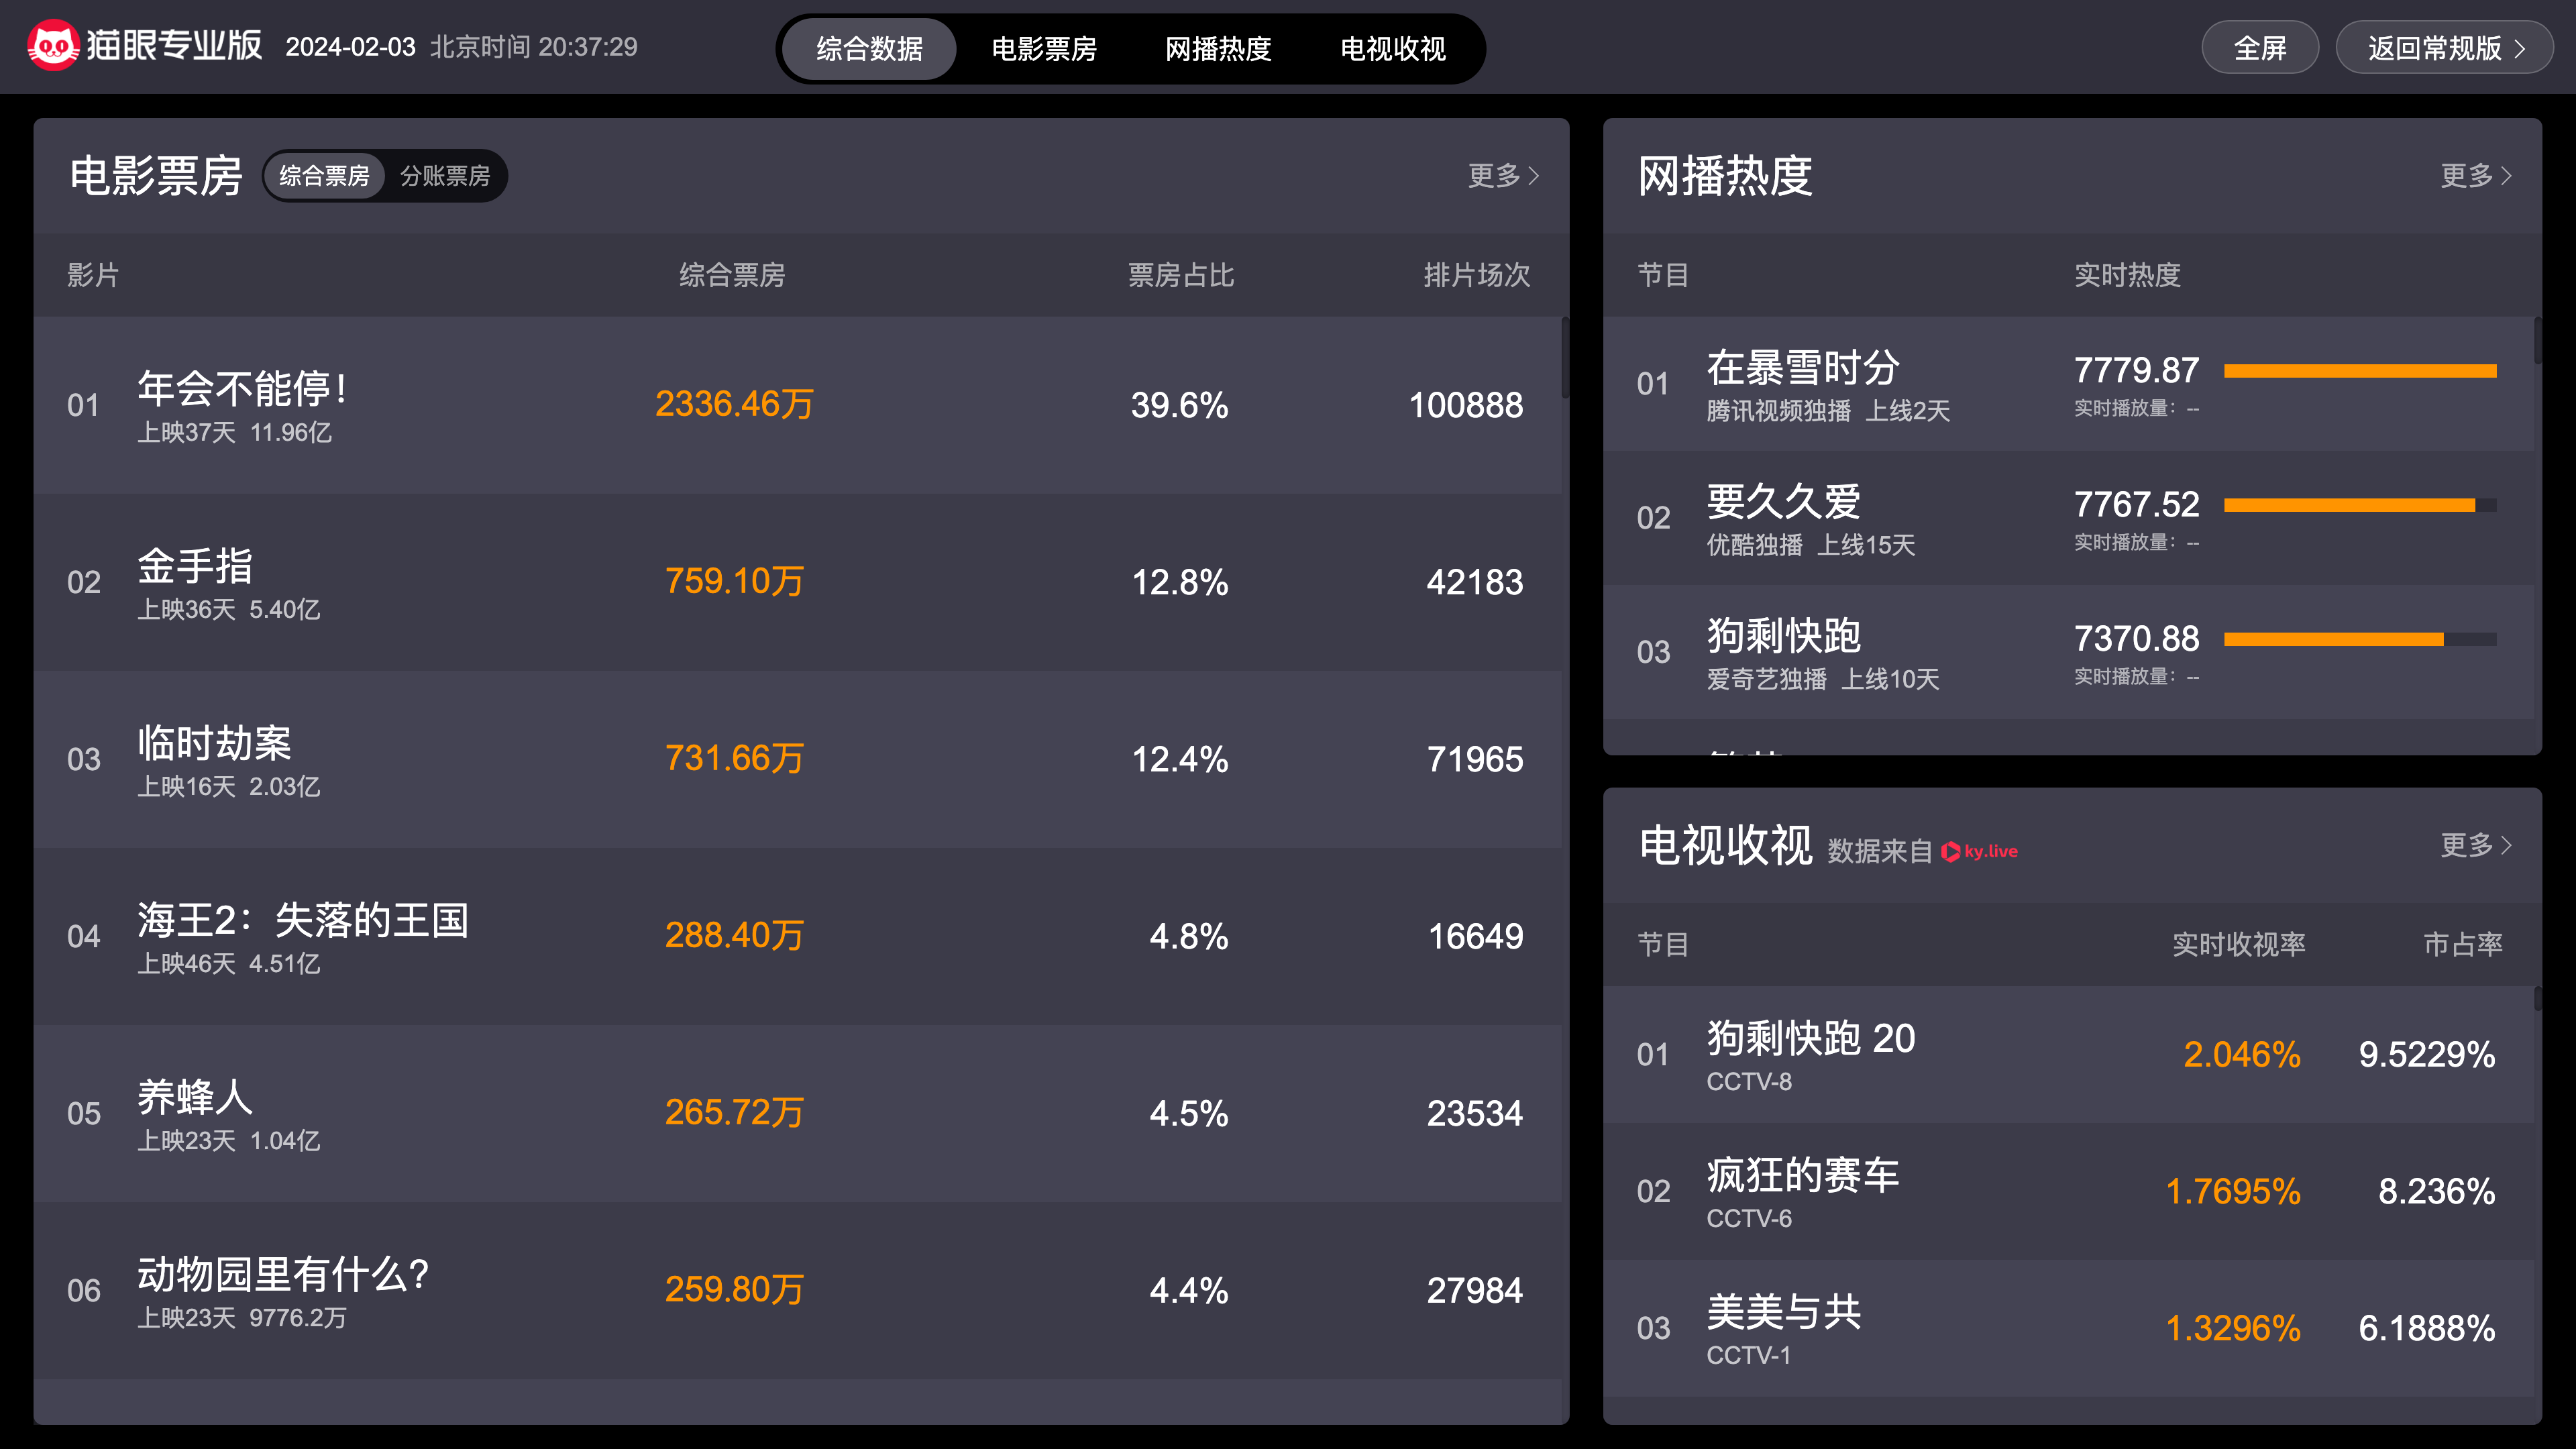 猫眼专业版 2024-02-03 北京时间 20:37:29 综合数据 电影票房 网播热度 电视收视 全屏 返回常规版
电影票房 综合票房 分账票房 更多
影片 综合票房 票房占比 排片场次
01 年会不能停！ 2336.46万 39.6% 100888
上映37天 11.96亿
02 金手指 759.10万 12.8% 42183
上映36天 5.40亿
03 临时劫案 731.66万 12.4% 71965
上映16天 2.03亿
04 海王2：失落的王国 288.40万 4.8% 16649
上映46天 4.51亿
05 养蜂人 265.72万 4.5% 23534
上映23天 1.04亿
06 动物园里有什么？ 259.80万 4.4% 27984
上映23天 9776.2万
网播热度 更多
节目 实时热度
01 在暴雪时分 7779.87
腾讯视频独播 上线2天 实时播放量：--
02 要久久爱 7767.52
优酷独播 上线15天 实时播放量：--
03 狗剩快跑 7370.88
爱奇艺独播 上线10天 实时播放量：--
电视收视 数据来自 ky.live 更多
节目 实时收视率 市占率
01 狗剩快跑 20 2.046% 9.5229%
CCTV-8
02 疯狂的赛车 1.7695% 8.236%
CCTV-6
03 美美与共 1.3296% 6.1888%
CCTV-1